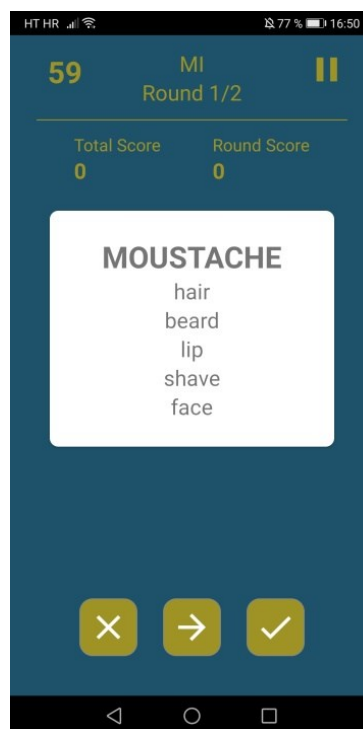 HT HR 77 % 16:50
59 MI
Round 1/2
Total Score Round Score
0 0
MOUSTACHE
hair
beard
lip
shave
face